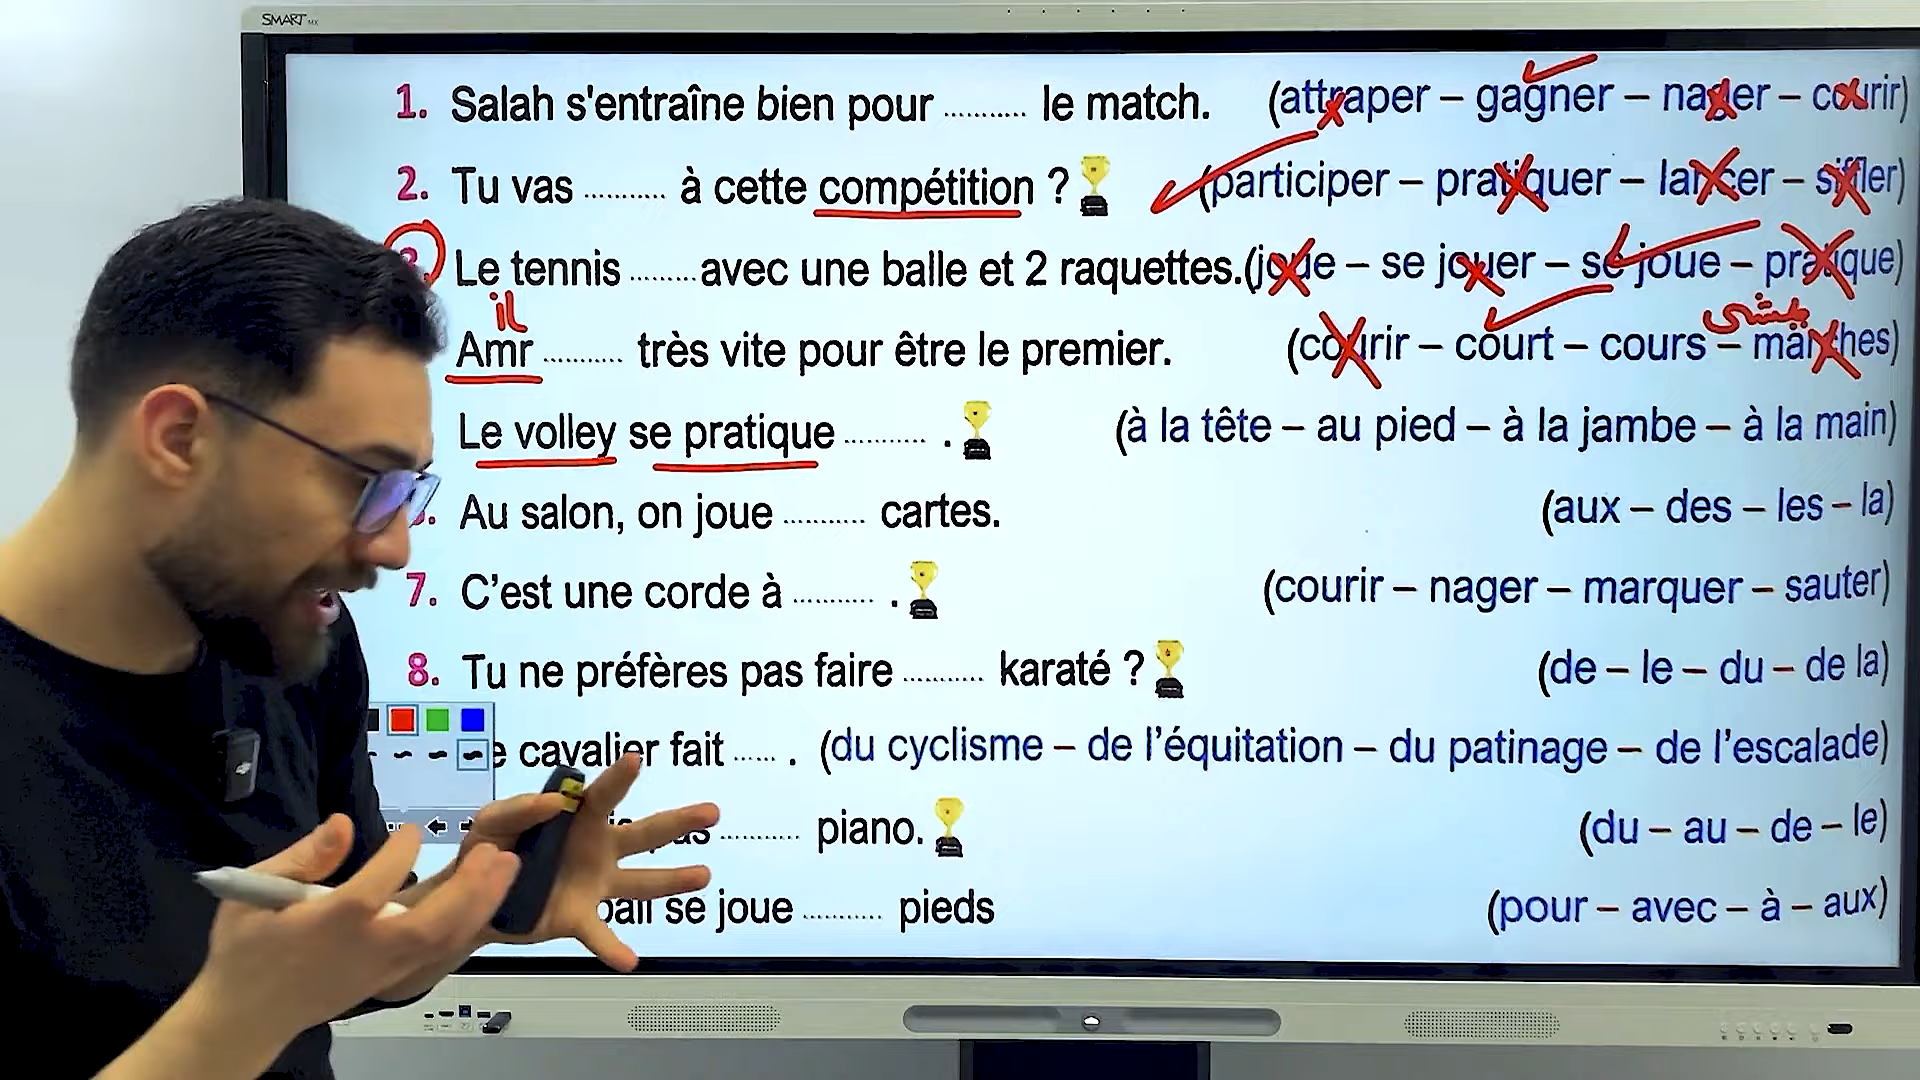 SMART MX
1. Salah s'entraîne bien pour ........... le match. (attraper – gagner – nager – courir)
2. Tu vas ........... à cette compétition ? (participer – pratiquer – lancer – siffler)
3. Le tennis ......... avec une balle et 2 raquettes.(joue – se jouer – se joue – pratique)
il
Amr ........... très vite pour être le premier. (courir – court – cours – marches)
Le volley se pratique ........... . (à la tête – au pied – à la jambe – à la main)
Au salon, on joue ........... cartes. (aux – des – les – la)
7. C’est une corde à ........... . (courir – nager – marquer – sauter)
8. Tu ne préfères pas faire ........... karaté ? (de – le – du – de la)
cavalier fait ...... . (du cyclisme – de l’équitation – du patinage – de l’escalade)
........... piano. (du – au – de – le)
se joue ........... pieds (pour – avec – à – aux)